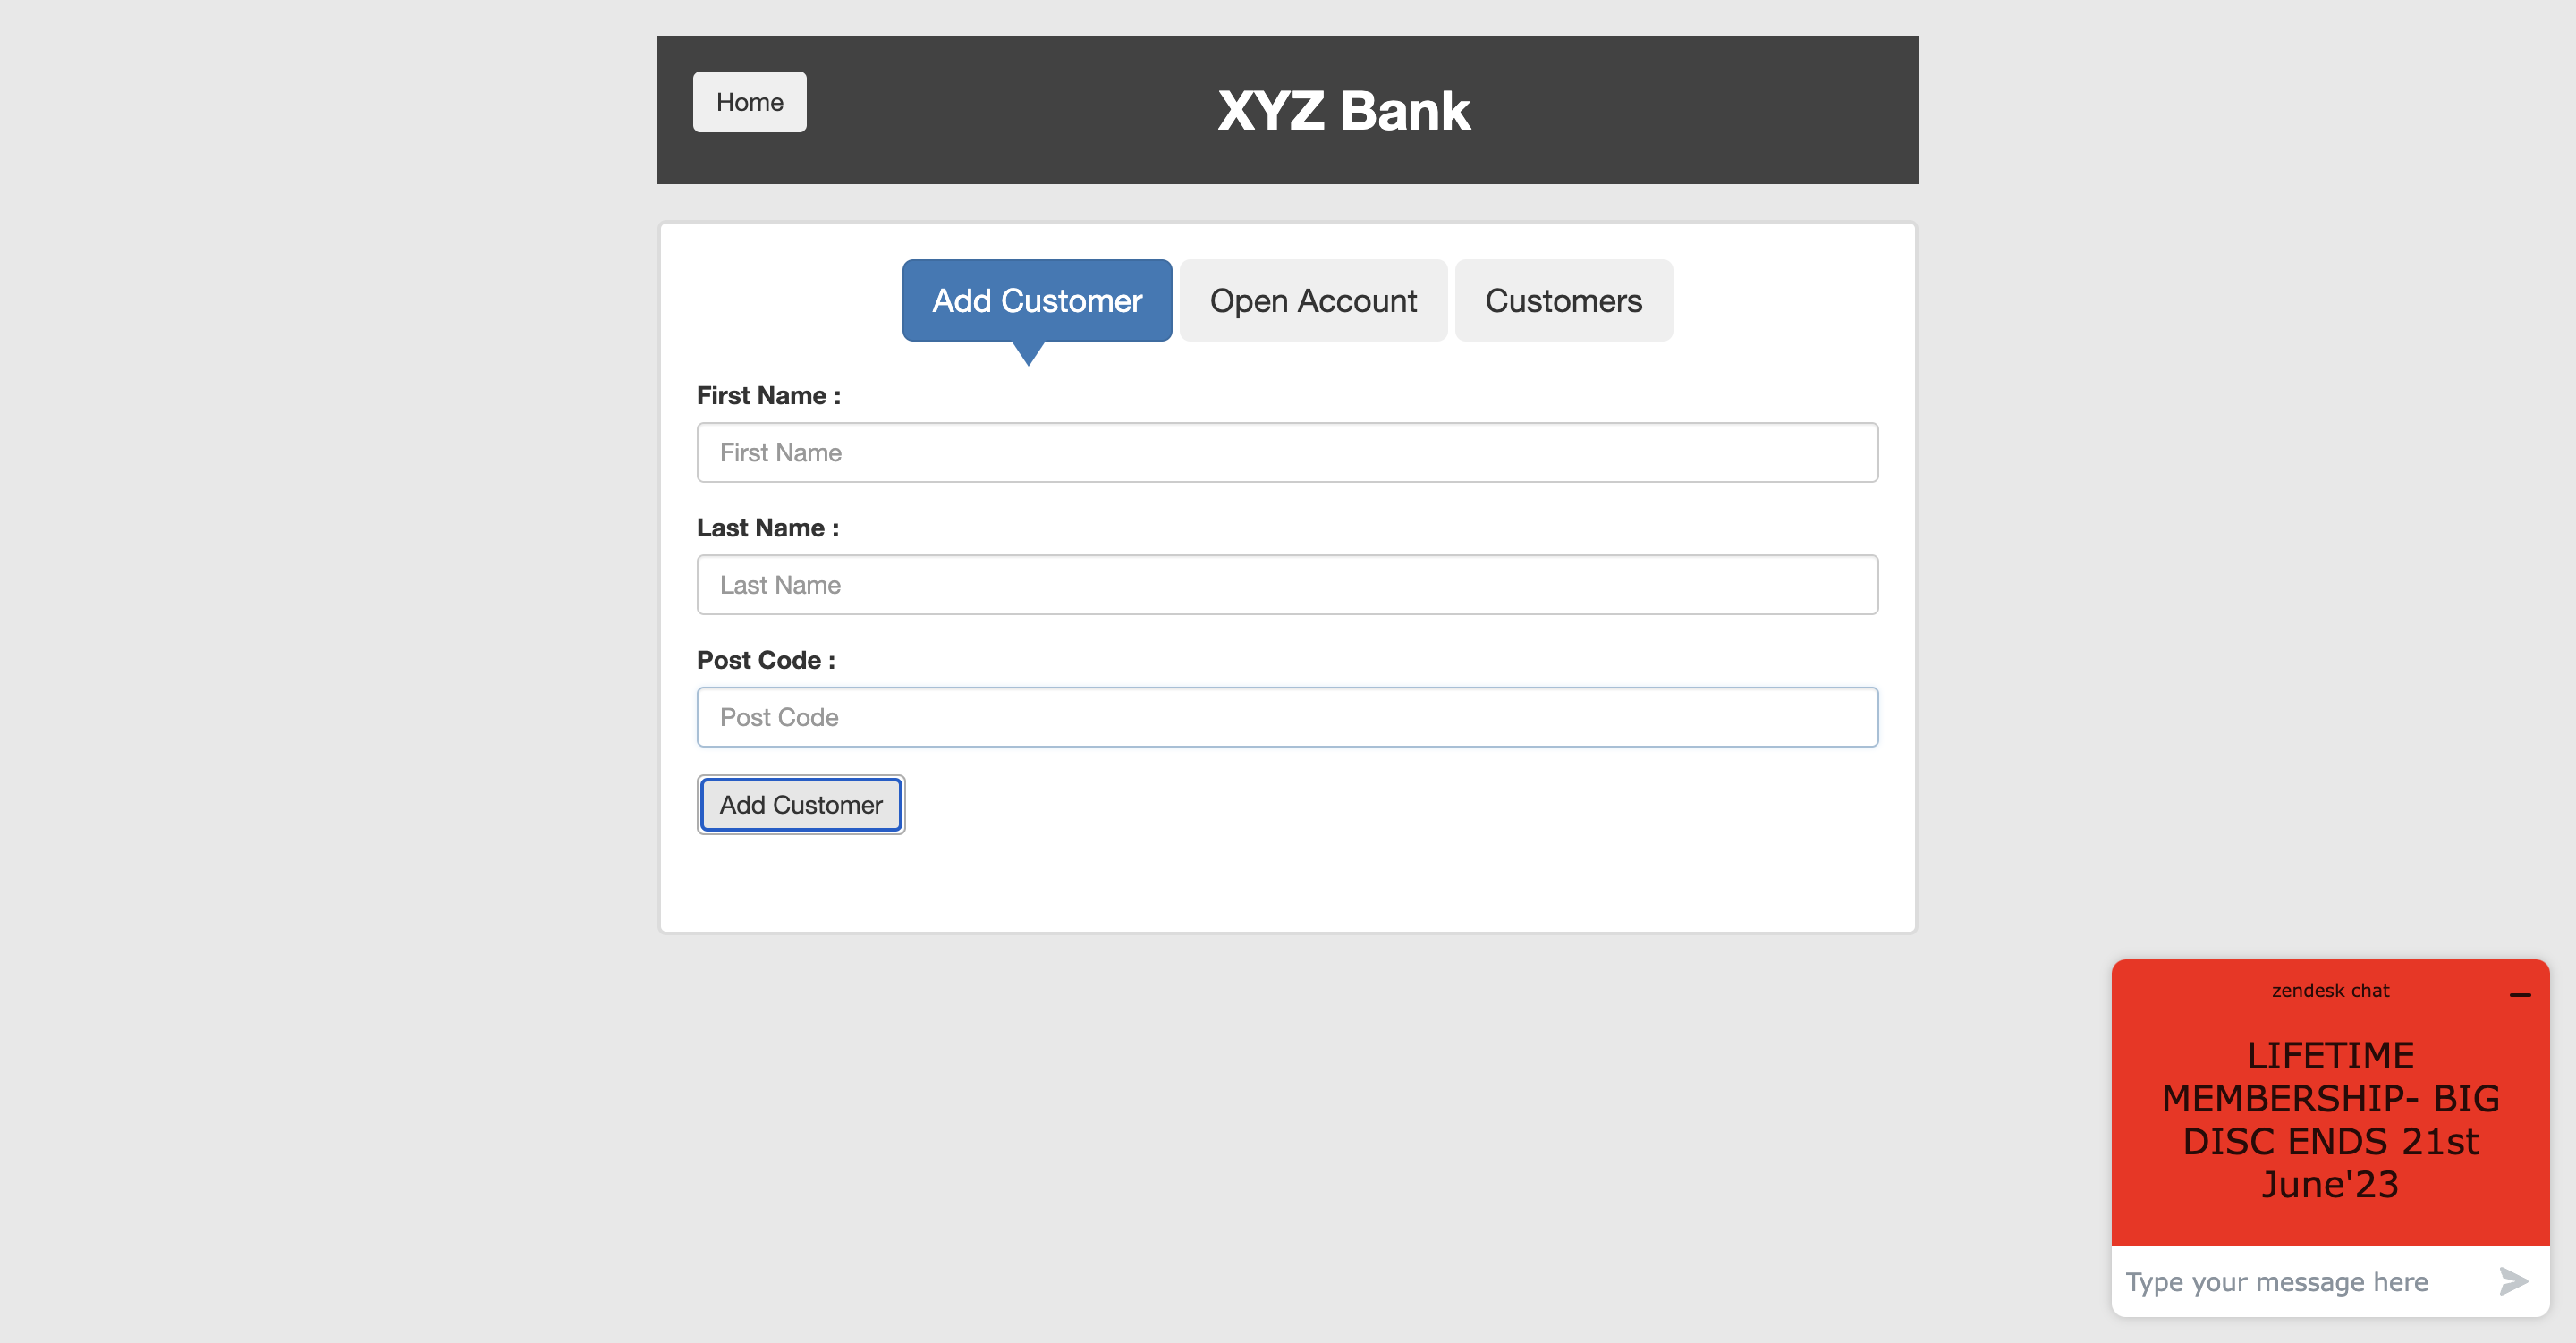 Home
XYZ Bank
Add Customer
Open Account
Customers
First Name :
First Name
Last Name :
Last Name
Post Code :
Post Code
Add Customer
zendesk chat
LIFETIME
MEMBERSHIP- BIG
DISC ENDS 21st
June'23
Type your message here